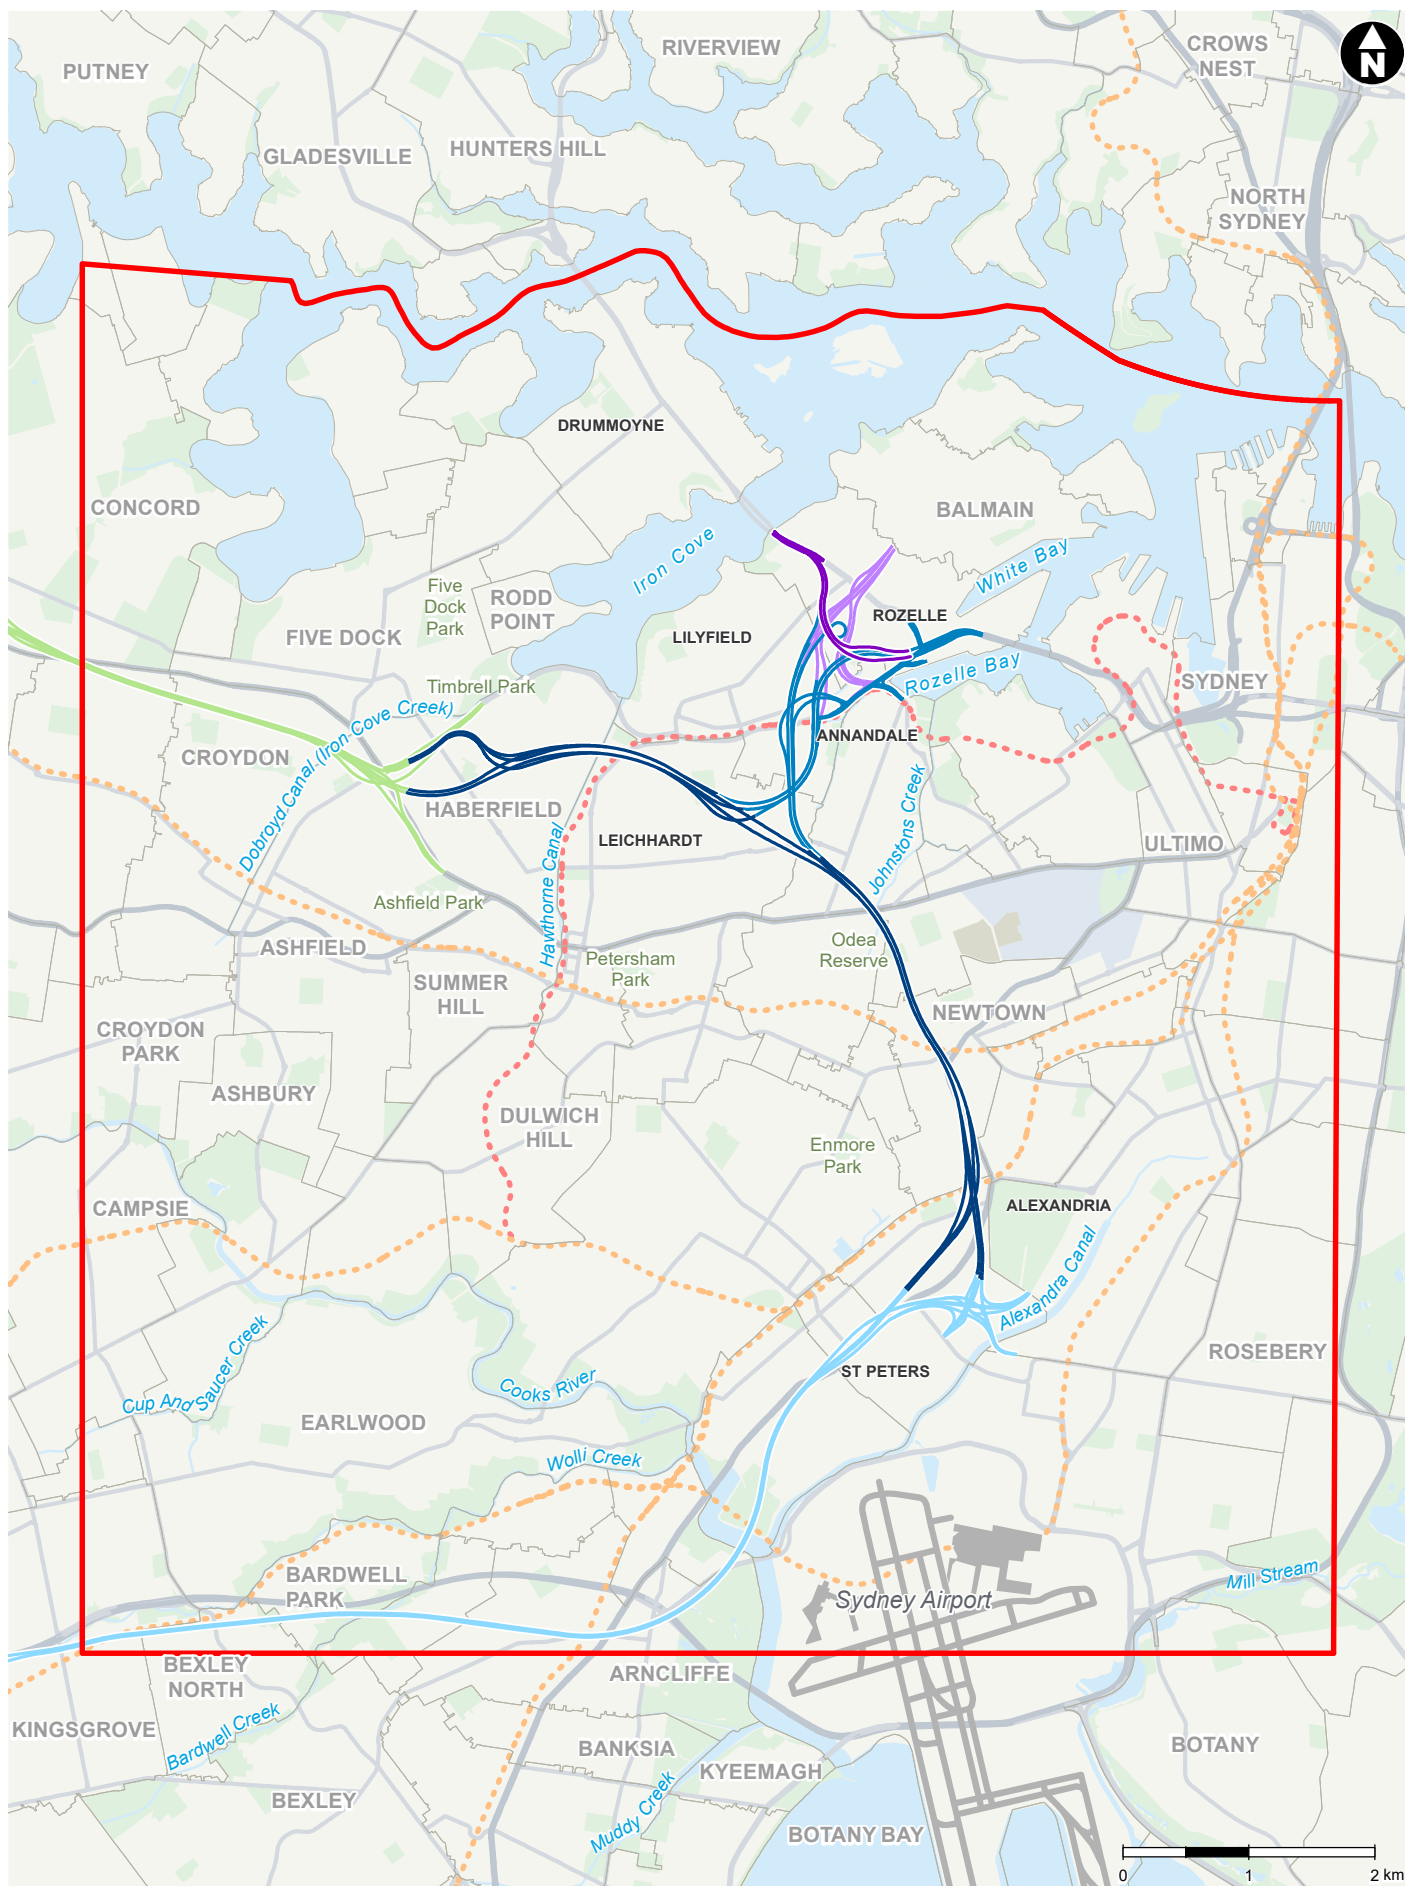 RIVERVIEW
CROWS
NEST
N
PUTNEY
HUNTERS HILL
GLADESVILLE
NORTH
SYDNEY
DRUMMOYNE
CONCORD
BALMAIN
Iron Cove
White Bay
Five
Dock
Park
RODD
POINT
ROZELLE
FIVE DOCK
LILYFIELD
Rozelle Bay
SYDNEY
Timbrell Park
Dobroyd Canal (Iron Cove Creek)
ANNANDALE
CROYDON
HABERFIELD
Johnstons Creek
LEICHHARDT
ULTIMO
Hawthorne Canal
Ashfield Park
ASHFIELD
Odea
Reserve
Petersham
Park
SUMMER
HILL
NEWTOWN
CROYDON
PARK
ASHBURY
DULWICH
HILL
Enmore
Park
CAMPSIE
ALEXANDRIA
Alexandra Canal
Cup And Saucer Creek
ROSEBERY
ST PETERS
Cooks River
EARLWOOD
Wolli Creek
BARDWELL
PARK
Mill Stream
Sydney Airport
BEXLEY
NORTH
ARNCLIFFE
KINGSGROVE
Bardwell Creek
BANKSIA
BOTANY
KYEEMAGH
BEXLEY
Muddy Creek
BOTANY BAY
0 1 2 km